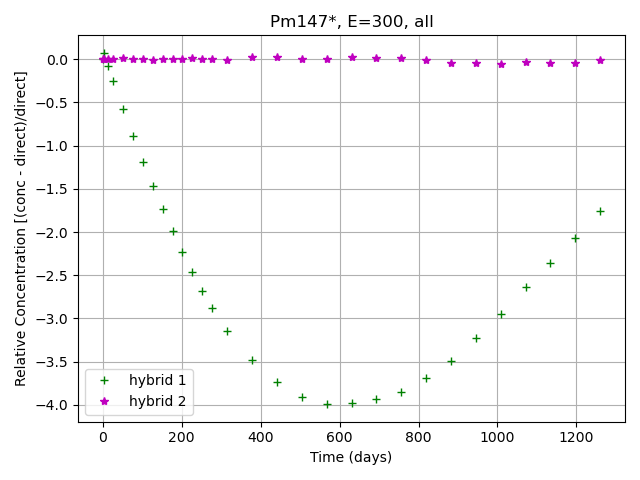 Pm147*, E=300, all
Relative Concentration [(conc - direct)/direct]
0.0
−0.5
−1.0
−1.5
−2.0
−2.5
−3.0
−3.5
−4.0
hybrid 1
hybrid 2
0 200 400 600 800 1000 1200
Time (days)